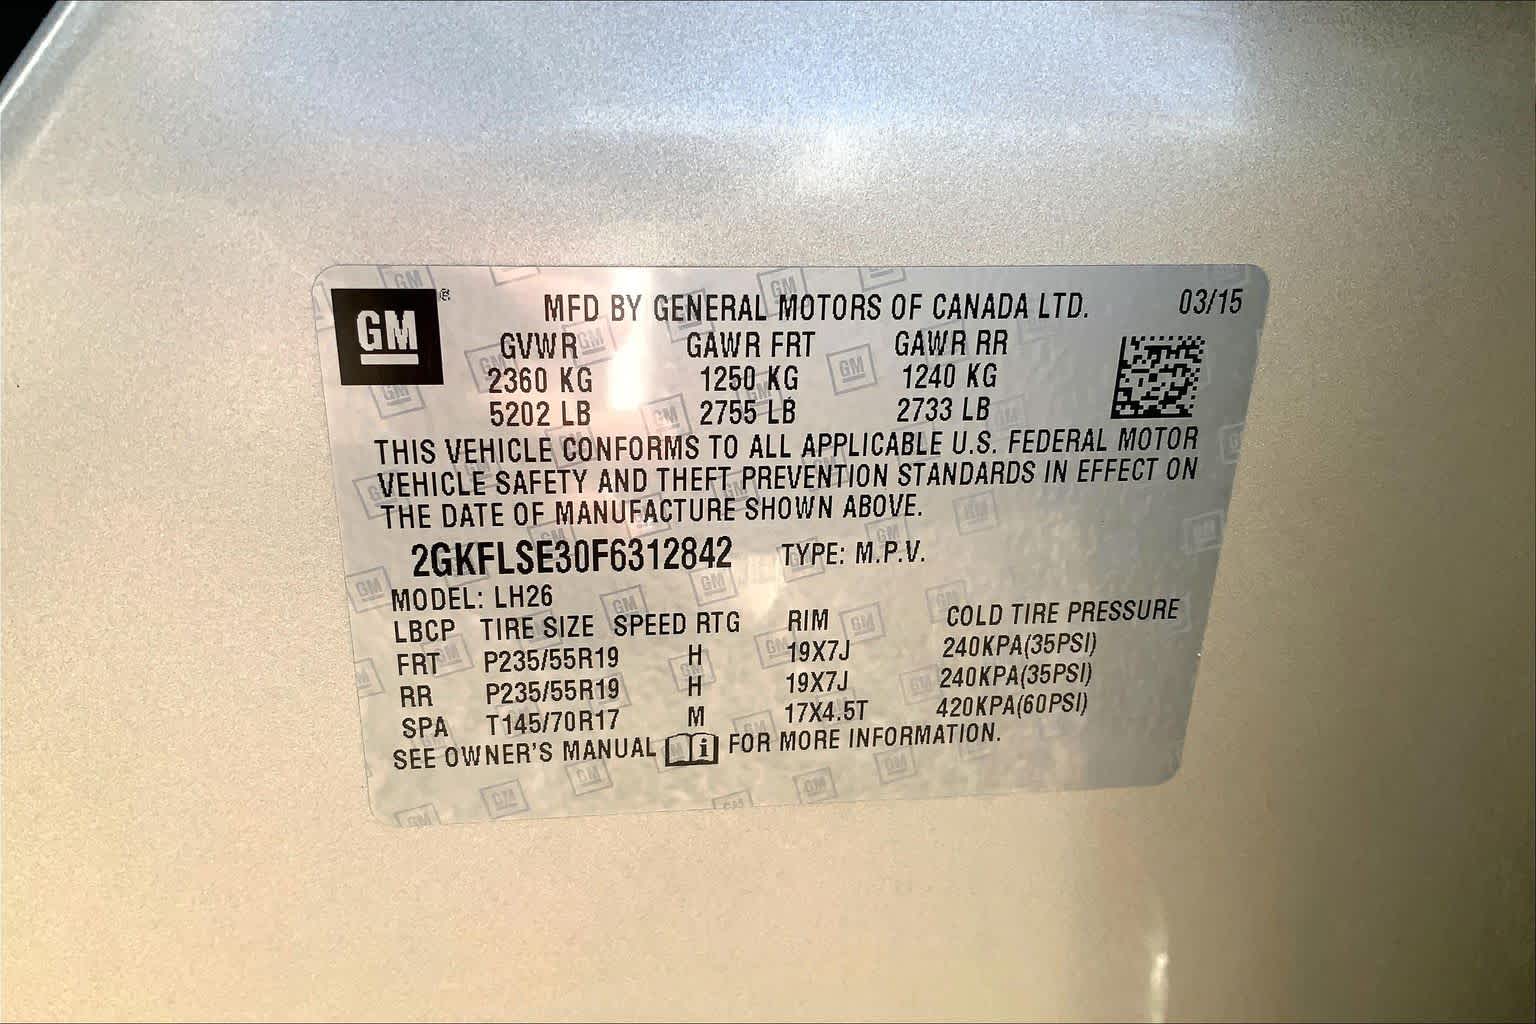 GM ® MFD BY GENERAL MOTORS OF CANADA LTD. 03/15
GVWR GAWR FRT GAWR RR
2360 KG 1250 KG 1240 KG
5202 LB 2755 LB 2733 LB
THIS VEHICLE CONFORMS TO ALL APPLICABLE U.S. FEDERAL MOTOR
VEHICLE SAFETY AND THEFT PREVENTION STANDARDS IN EFFECT ON
THE DATE OF MANUFACTURE SHOWN ABOVE.
2GKFLSE30F6312842 TYPE: M.P.V.
MODEL: LH26
LBCP TIRE SIZE SPEED RTG RIM COLD TIRE PRESSURE
FRT P235/55R19 H 19X7J 240KPA(35PSI)
RR P235/55R19 H 19X7J 240KPA(35PSI)
SPA T145/70R17 M 17X4.5T 420KPA(60PSI)
SEE OWNER'S MANUAL i FOR MORE INFORMATION.